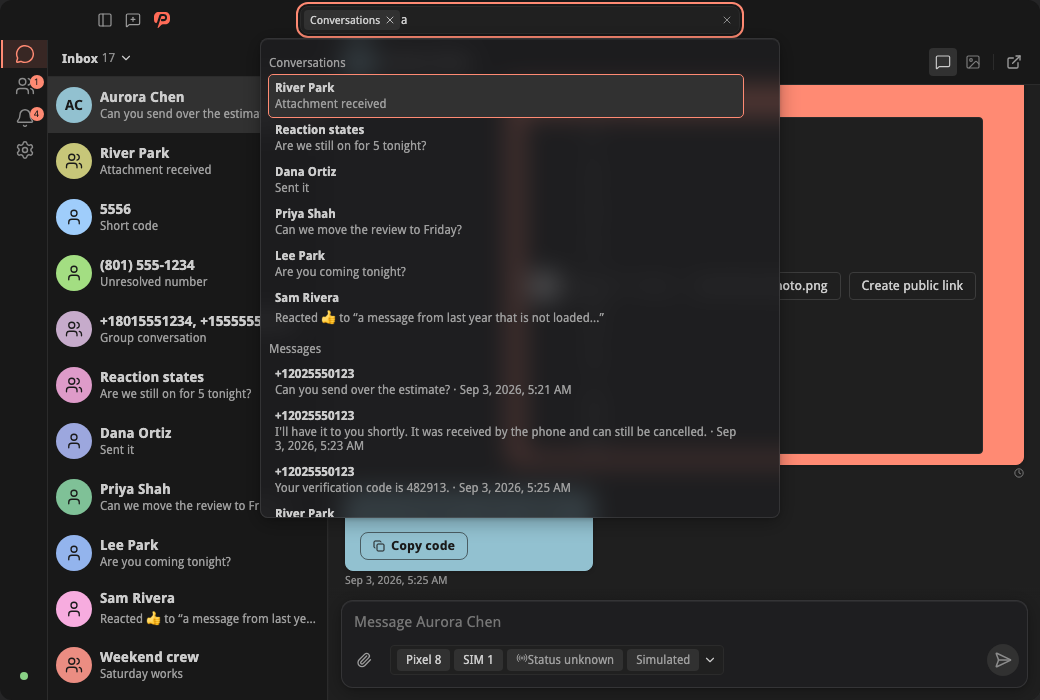 Conversations a
Inbox 17
1
4
AC
Aurora Chen
Can you send over the estima
River Park
Attachment received
5556
Short code
(801) 555-1234
Unresolved number
+18015551234, +1555555
Group conversation
Reaction states
Are we still on for 5 tonight?
Dana Ortiz
Sent it
Priya Shah
Can we move the review to Fr
Lee Park
Are you coming tonight?
Sam Rivera
Reacted 👍 to “a message from last ye...
Weekend crew
Saturday works
Conversations
River Park
Attachment received
Reaction states
Are we still on for 5 tonight?
Dana Ortiz
Sent it
Priya Shah
Can we move the review to Friday?
Lee Park
Are you coming tonight?
Sam Rivera
Reacted 👍 to “a message from last year that is not loaded...”
Messages
+12025550123
Can you send over the estimate? · Sep 3, 2026, 5:21 AM
+12025550123
I'll have it to you shortly. It was received by the phone and can still be cancelled. · Sep
3, 2026, 5:23 AM
+12025550123
Your verification code is 482913. · Sep 3, 2026, 5:25 AM
River Park
oto.png
Create public link
Copy code
Sep 3, 2026, 5:25 AM
Message Aurora Chen
Pixel 8
SIM 1
Status unknown
Simulated